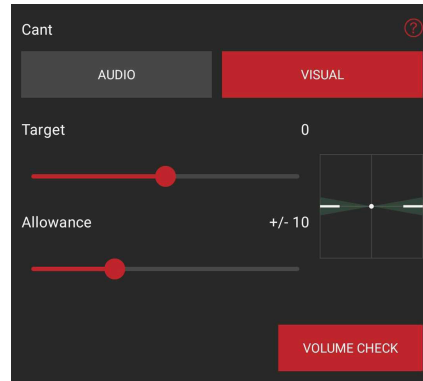 Cant
?
AUDIO
VISUAL
Target
0
Allowance
+/- 10
VOLUME CHECK